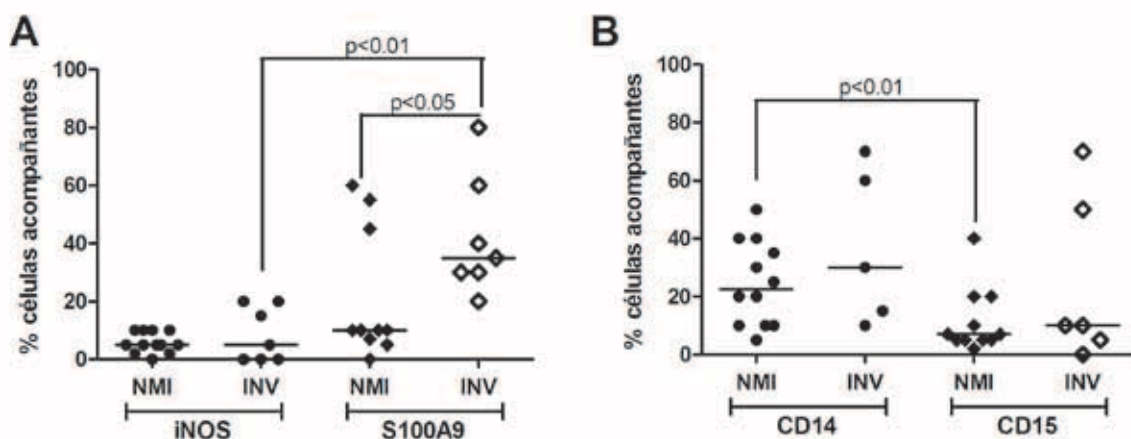 A
% células acompañantes
100
80
60
40
20
0
p<0.01
p<0.05
NMI
INV
NMI
INV
iNOS
S100A9
B
% células acompañantes
100
80
60
40
20
0
p<0.01
NMI
INV
NMI
INV
CD14
CD15